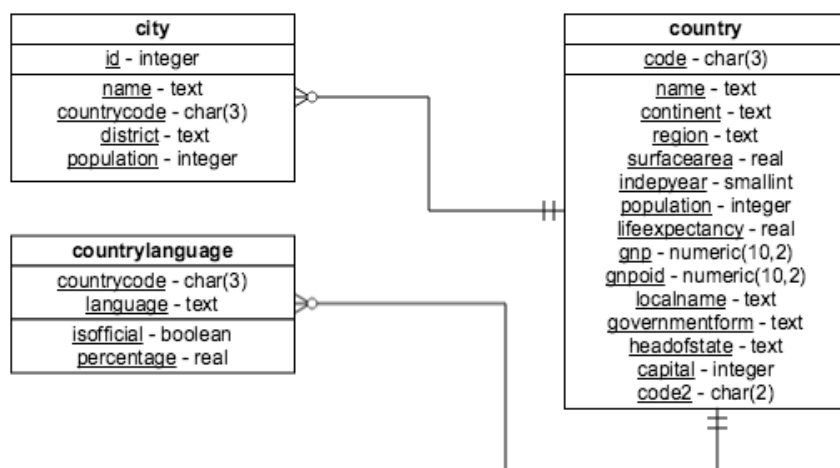 city
id - integer
name - text
countrycode - char(3)
district - text
population - integer
countrylanguage
countrycode - char(3)
language - text
isofficial - boolean
percentage - real
country
code - char(3)
name - text
continent - text
region - text
surfacearea - real
indepyear - smallint
population - integer
lifeexpectancy - real
gnp - numeric(10,2)
gnpoid - numeric(10,2)
localname - text
governmentform - text
headofstate - text
capital - integer
code2 - char(2)